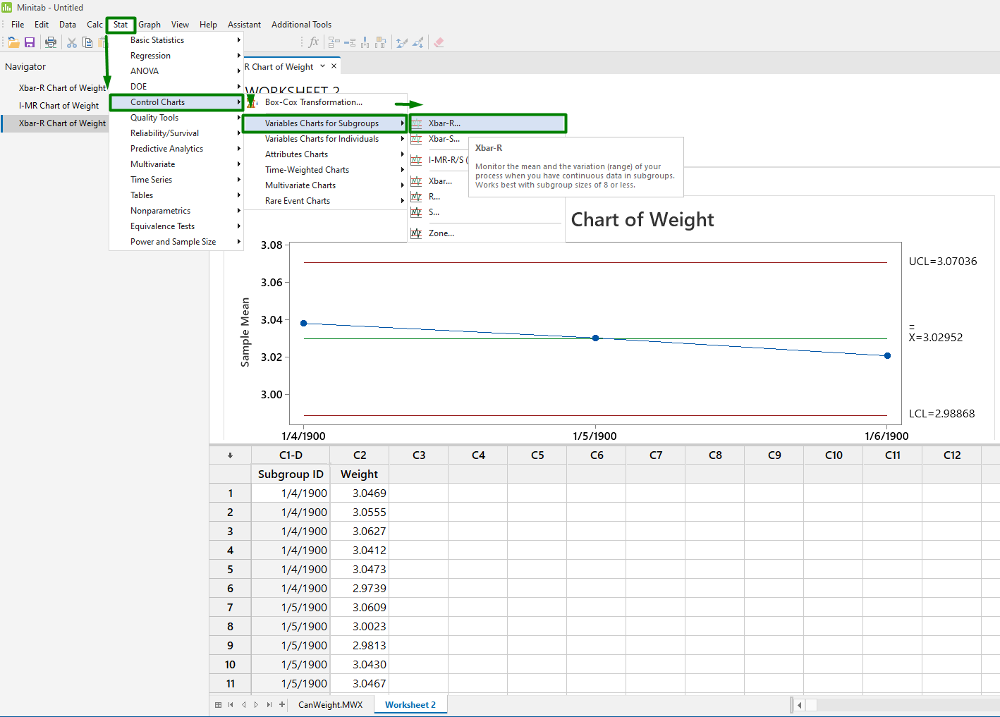 Minitab - Untitled
File Edit Data Calc Stat Graph View Help Assistant Additional Tools
fx
Navigator
Xbar-R Chart of Weight
I-MR Chart of Weight
Xbar-R Chart of Weight
Basic Statistics
Regression
ANOVA
DOE
Control Charts
Quality Tools
Reliability/Survival
Predictive Analytics
Multivariate
Time Series
Tables
Nonparametrics
Equivalence Tests
Power and Sample Size
R Chart of Weight
WORKSHEET 2
Box-Cox Transformation...
Variables Charts for Subgroups
Variables Charts for Individuals
Attributes Charts
Time-Weighted Charts
Multivariate Charts
Rare Event Charts
Xbar-R...
Xbar-S...
I-MR-R/S (
Xbar...
R...
S...
Zone...
Xbar-R
Monitor the mean and the variation (range) of your
process when you have continuous data in subgroups.
Works best with subgroup sizes of 8 or less.
Chart of Weight
3.08
3.06
3.04
3.02
3.00
Sample Mean
UCL=3.07036
X=3.02952
LCL=2.98868
1/4/1900 1/5/1900 1/6/1900
C1-D C2 C3 C4 C5 C6 C7 C8 C9 C10 C11 C12
Subgroup ID Weight
1 1/4/1900 3.0469
2 1/4/1900 3.0555
3 1/4/1900 3.0627
4 1/4/1900 3.0412
5 1/4/1900 3.0473
6 1/4/1900 2.9739
7 1/5/1900 3.0609
8 1/5/1900 3.0023
9 1/5/1900 2.9813
10 1/5/1900 3.0430
11 1/5/1900 3.0467
CanWeight.MWX Worksheet 2